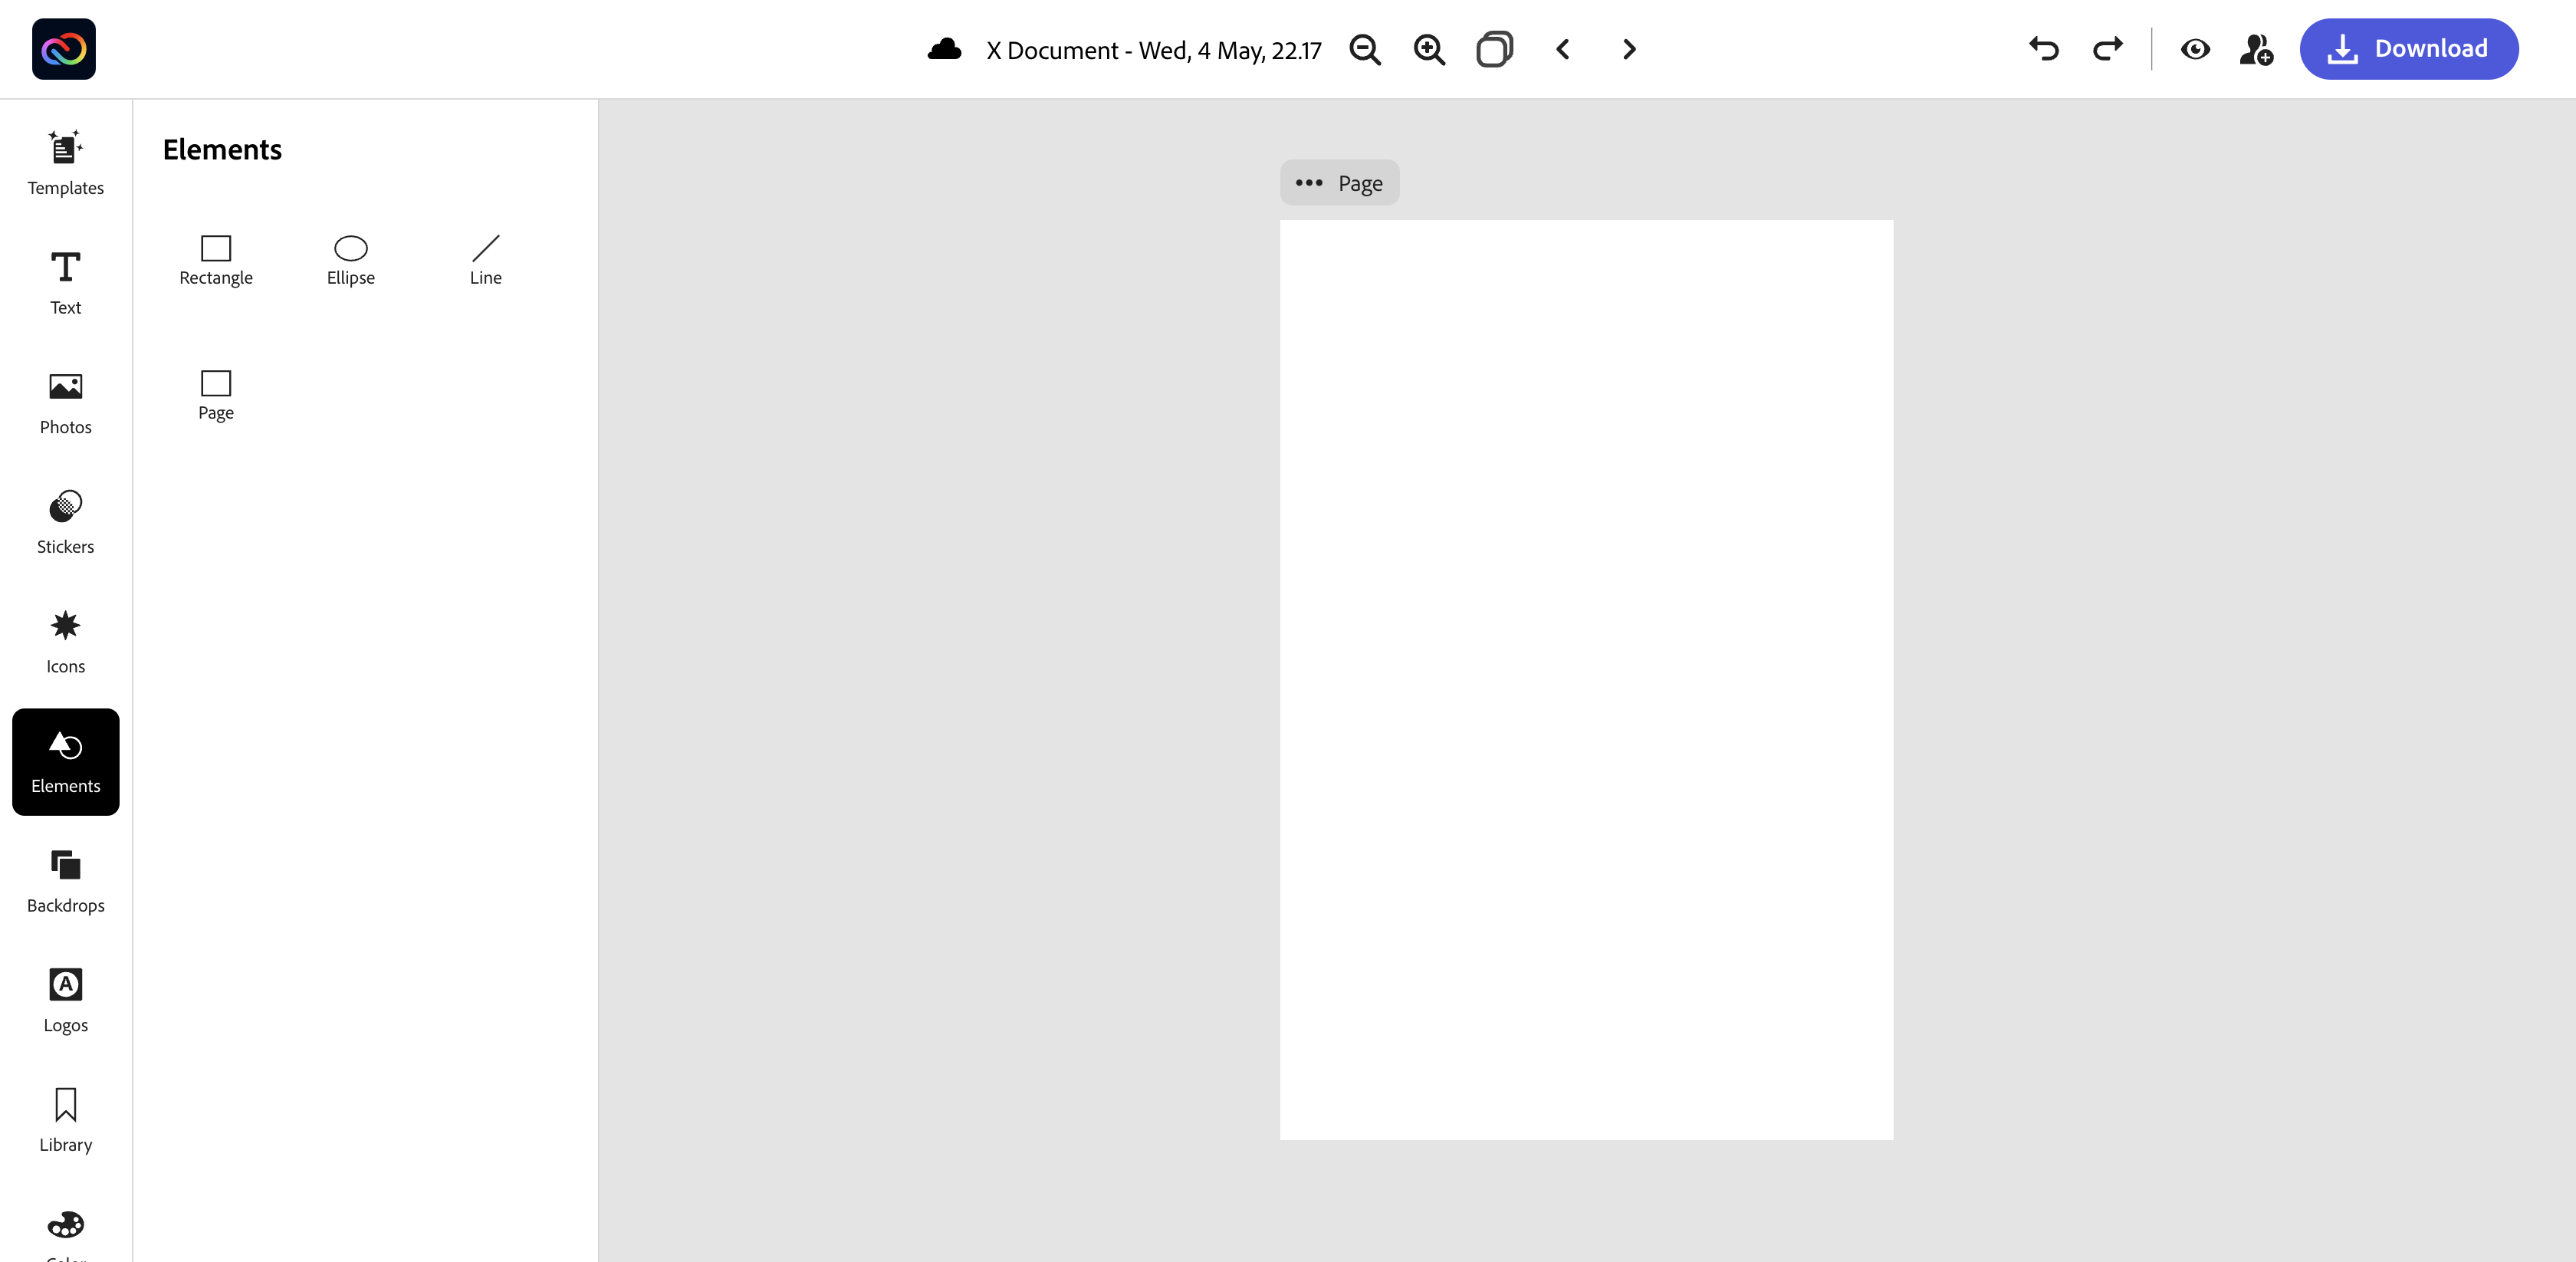 X Document - Wed, 4 May, 22.17
Download
Templates
Text
Photos
Stickers
Icons
Elements
Backdrops
Logos
Library
Elements
Rectangle
Ellipse
Line
Page
Page